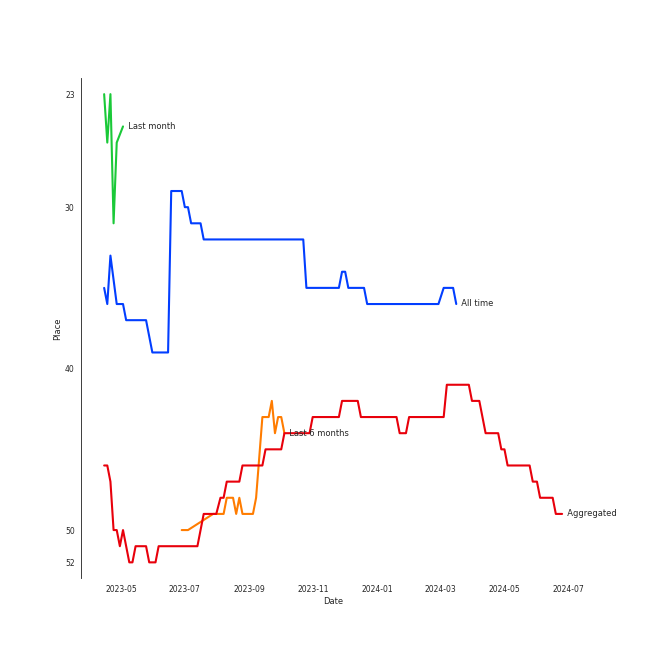 23
Last month
30
All time
Place
40
Last 6 months
Aggregated
50
52
2023-05 2023-07 2023-09 2023-11 2024-01 2024-03 2024-05 2024-07
Date